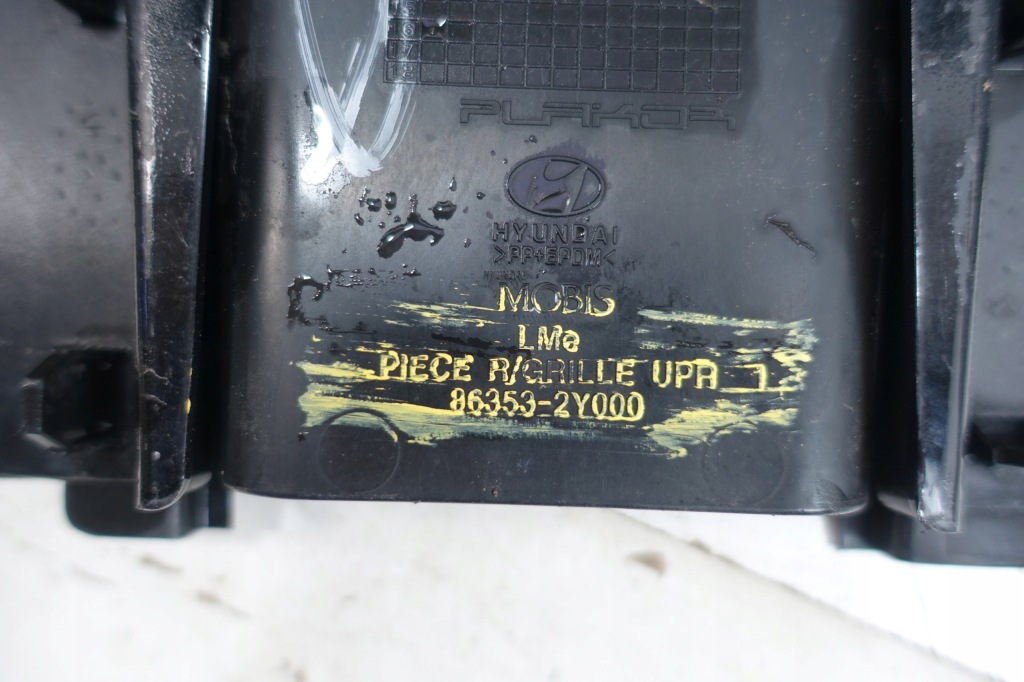 PLAKOR
HYUNDAI
>PP+EPDM<
MOBIS
LMe
PIECE R/GRILLE UPR
86353-2Y000